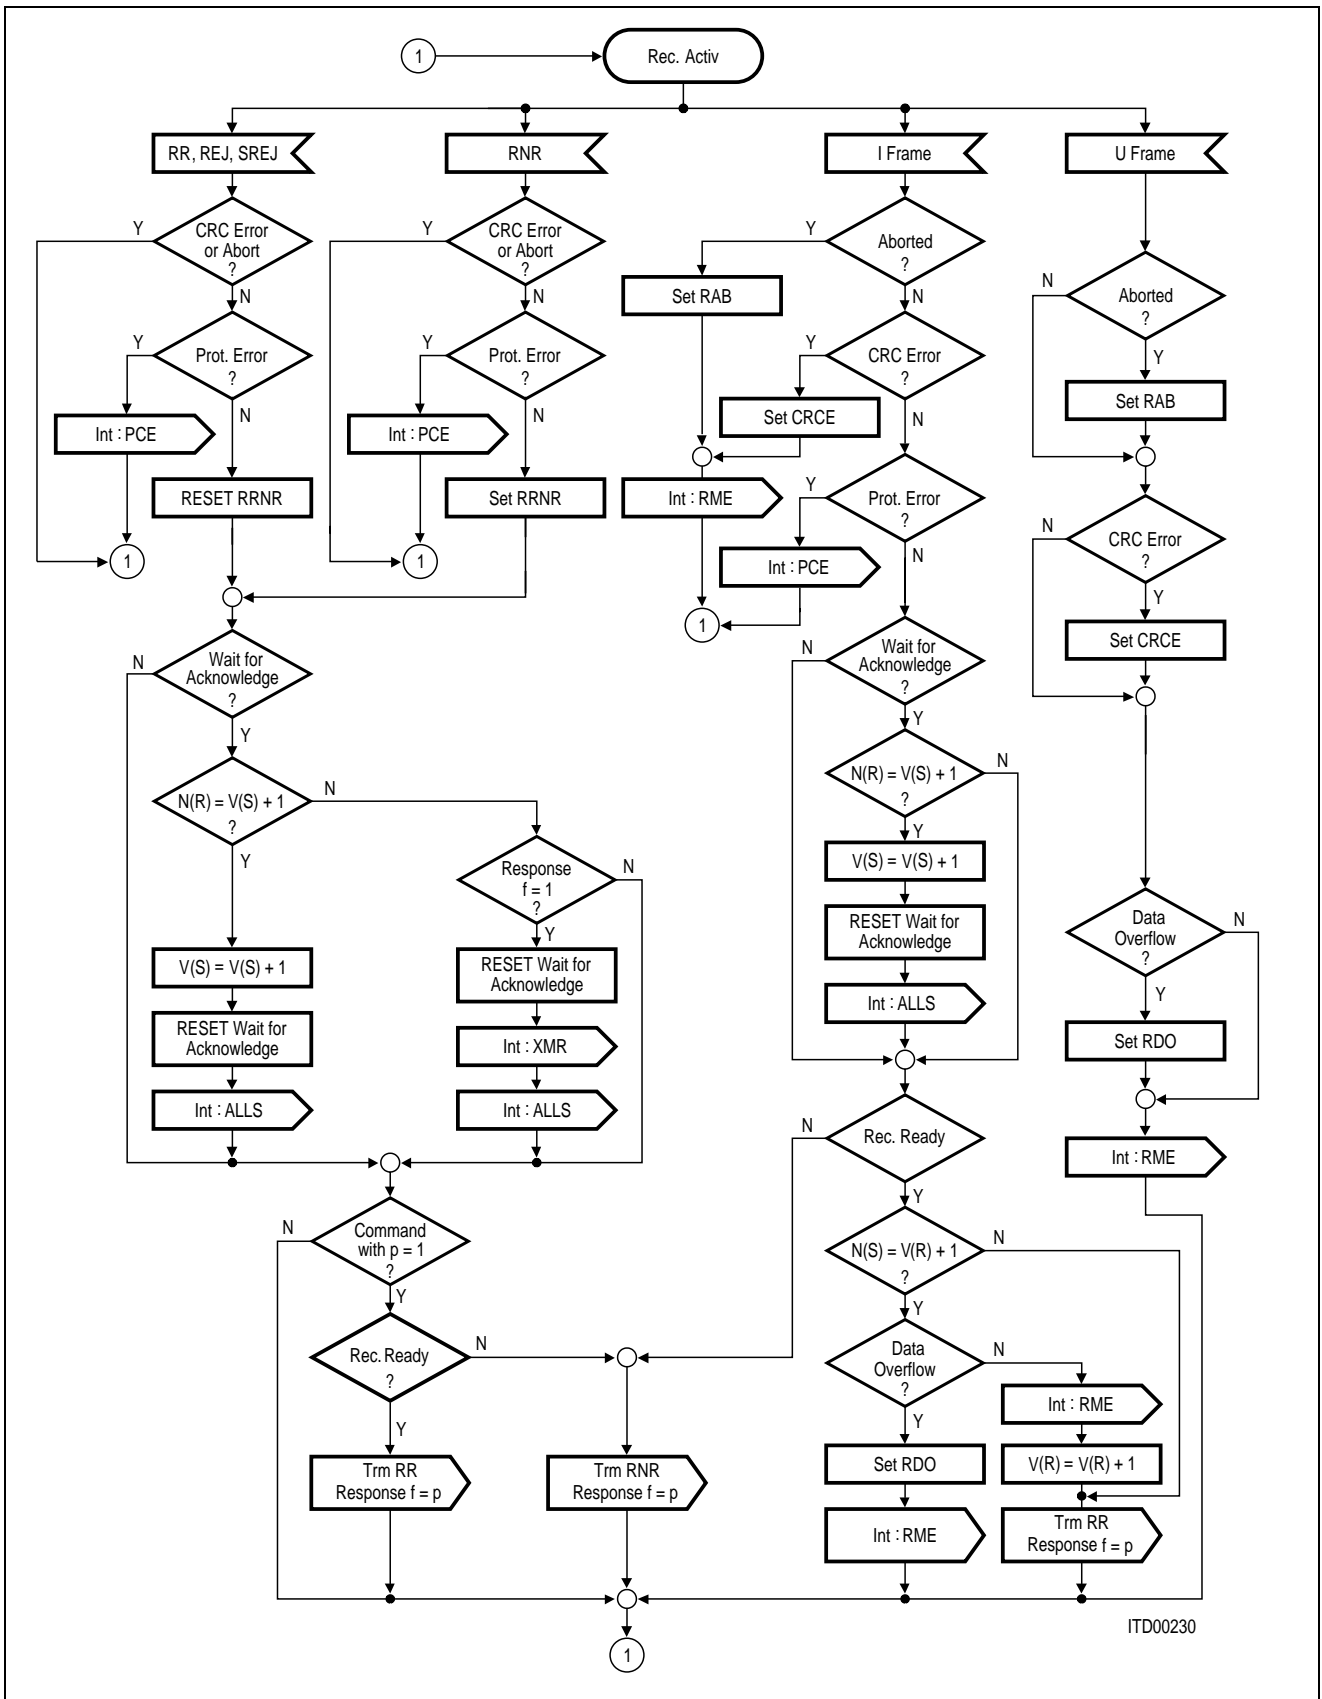 1
Rec. Activ
RR, REJ, SREJ
RNR
I Frame
U Frame
Y
CRC Error
or Abort
?
N
Y
CRC Error
or Abort
?
N
Y
Aborted
?
N
Set RAB
N
Aborted
?
Y
Set RAB
Y
Prot. Error
?
N
Int : PCE
RESET RRNR
1
Y
Prot. Error
?
N
Int : PCE
Set RRNR
1
Y
CRC Error
?
N
Set CRCE
Int : RME
Y
Prot. Error
?
N
Int : PCE
1
N
CRC Error
?
Y
Set CRCE
N
Wait for
Acknowledge
?
Y
N(R) = V(S) + 1
?
N
Y
Response
f = 1
?
N
Y
V(S) = V(S) + 1
RESET Wait for
Acknowledge
Int : ALLS
RESET Wait for
Acknowledge
Int : XMR
Int : ALLS
N
Wait for
Acknowledge
?
Y
N(R) = V(S) + 1
?
N
Y
V(S) = V(S) + 1
RESET Wait for
Acknowledge
Int : ALLS
Data
Overflow
?
N
Y
Set RDO
Int : RME
N
Command
with p = 1
?
Y
Rec. Ready
?
N
Y
Trm RR
Response f = p
Trm RNR
Response f = p
N
Rec. Ready
Y
N(S) = V(R) + 1
?
N
Y
Data
Overflow
?
N
Y
Set RDO
Int : RME
Int : RME
V(R) = V(R) + 1
Trm RR
Response f = p
1
ITD00230